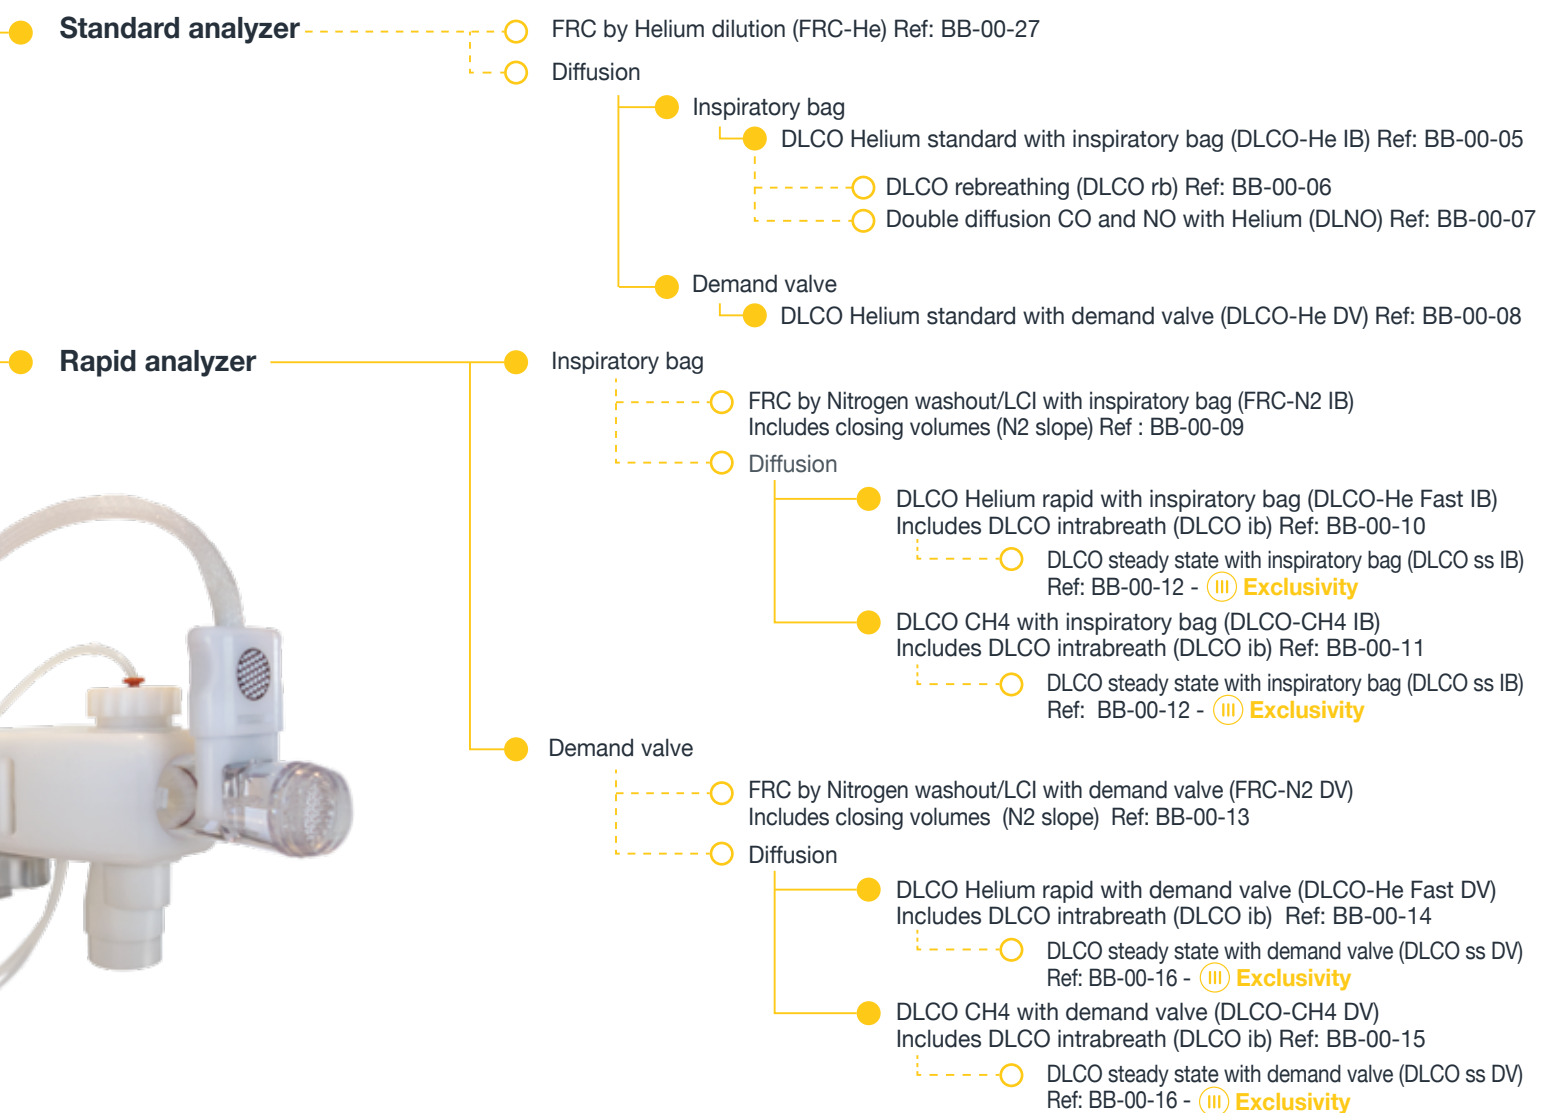 Standard analyzer
FRC by Helium dilution (FRC-He) Ref: BB-00-27
Diffusion
Inspiratory bag
DLCO Helium standard with inspiratory bag (DLCO-He IB) Ref: BB-00-05
DLCO rebreathing (DLCO rb) Ref: BB-00-06
Double diffusion CO and NO with Helium (DLNO) Ref: BB-00-07
Demand valve
DLCO Helium standard with demand valve (DLCO-He DV) Ref: BB-00-08
Rapid analyzer
Inspiratory bag
FRC by Nitrogen washout/LCI with inspiratory bag (FRC-N2 IB)
Includes closing volumes (N2 slope) Ref : BB-00-09
Diffusion
DLCO Helium rapid with inspiratory bag (DLCO-He Fast IB)
Includes DLCO intrabreath (DLCO ib) Ref: BB-00-10
DLCO steady state with inspiratory bag (DLCO ss IB)
Ref: BB-00-12 - Exclusivity
DLCO CH4 with inspiratory bag (DLCO-CH4 IB)
Includes DLCO intrabreath (DLCO ib) Ref: BB-00-11
DLCO steady state with inspiratory bag (DLCO ss IB)
Ref: BB-00-12 - Exclusivity
Demand valve
FRC by Nitrogen washout/LCI with demand valve (FRC-N2 DV)
Includes closing volumes (N2 slope) Ref: BB-00-13
Diffusion
DLCO Helium rapid with demand valve (DLCO-He Fast DV)
Includes DLCO intrabreath (DLCO ib) Ref: BB-00-14
DLCO steady state with demand valve (DLCO ss DV)
Ref: BB-00-16 - Exclusivity
DLCO CH4 with demand valve (DLCO-CH4 DV)
Includes DLCO intrabreath (DLCO ib) Ref: BB-00-15
DLCO steady state with demand valve (DLCO ss DV)
Ref: BB-00-16 - Exclusivity